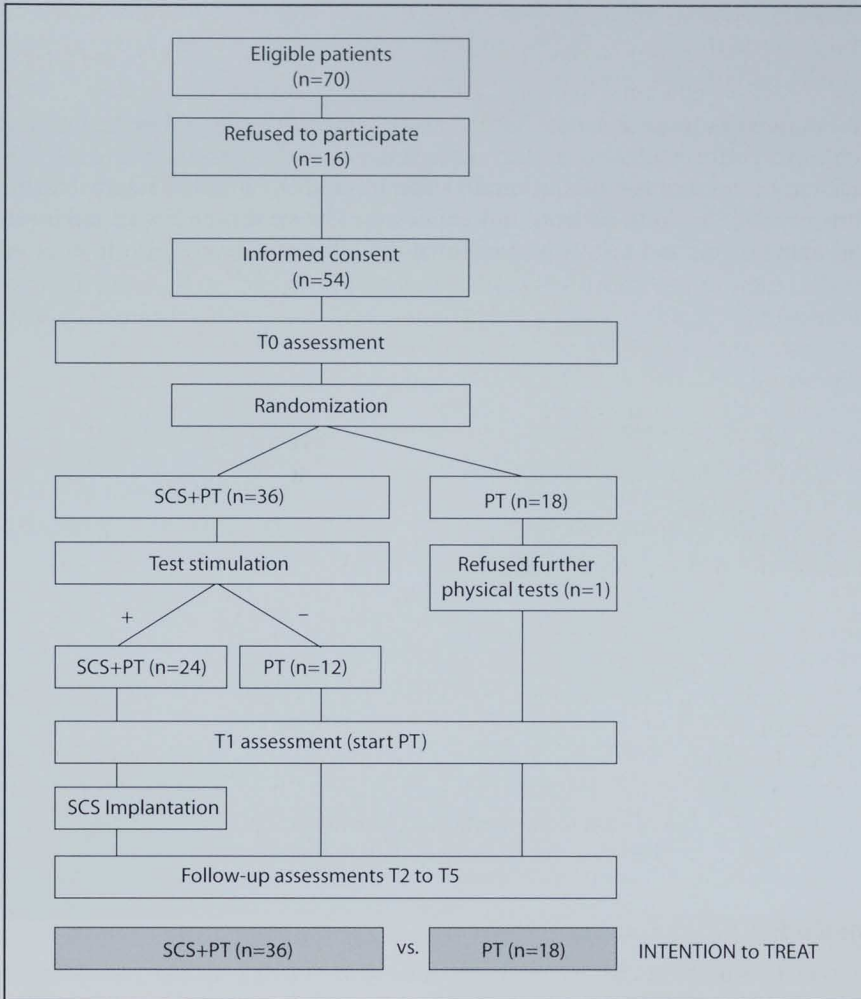 Eligible patients
(n=70)
Refused to participate
(n=16)
Informed consent
(n=54)
T0 assessment
Randomization
SCS+PT (n=36)
PT (n=18)
Test stimulation
Refused further
physical tests (n=1)
+
–
SCS+PT (n=24)
PT (n=12)
T1 assessment (start PT)
SCS Implantation
Follow-up assessments T2 to T5
SCS+PT (n=36)
vs.
PT (n=18)
INTENTION to TREAT